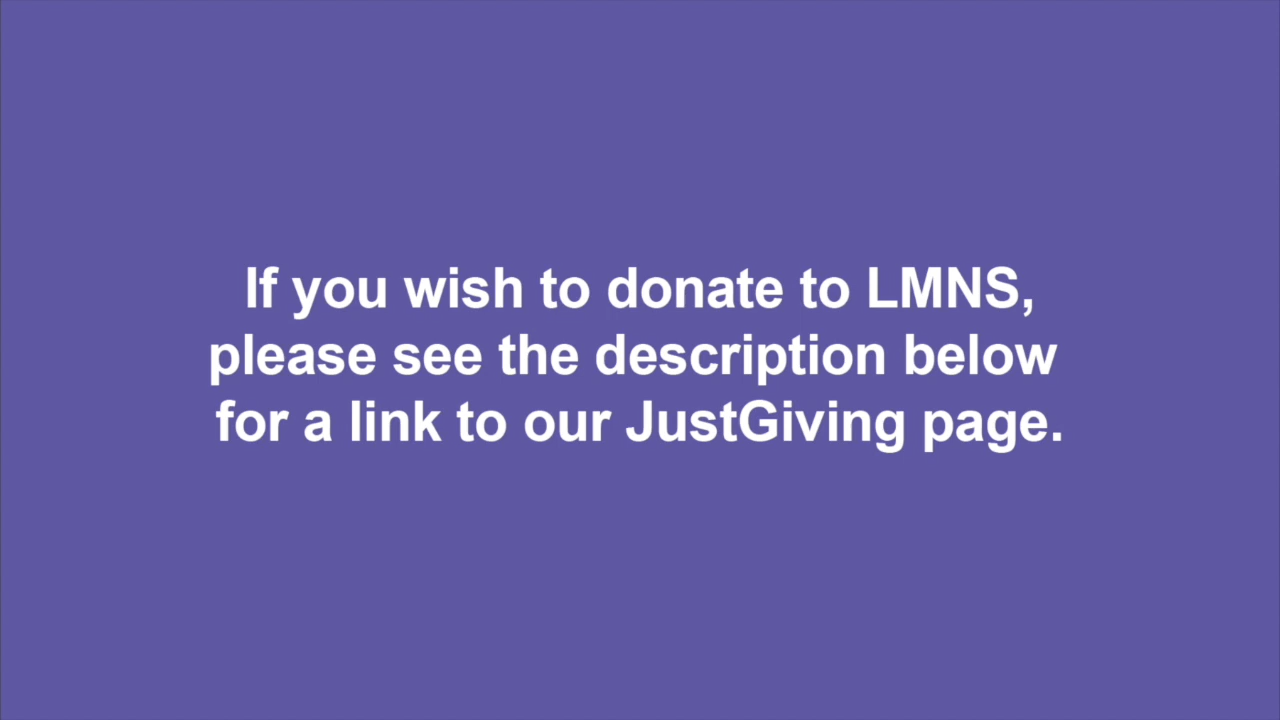 If you wish to donate to LMNS,
please see the description below
for a link to our JustGiving page.